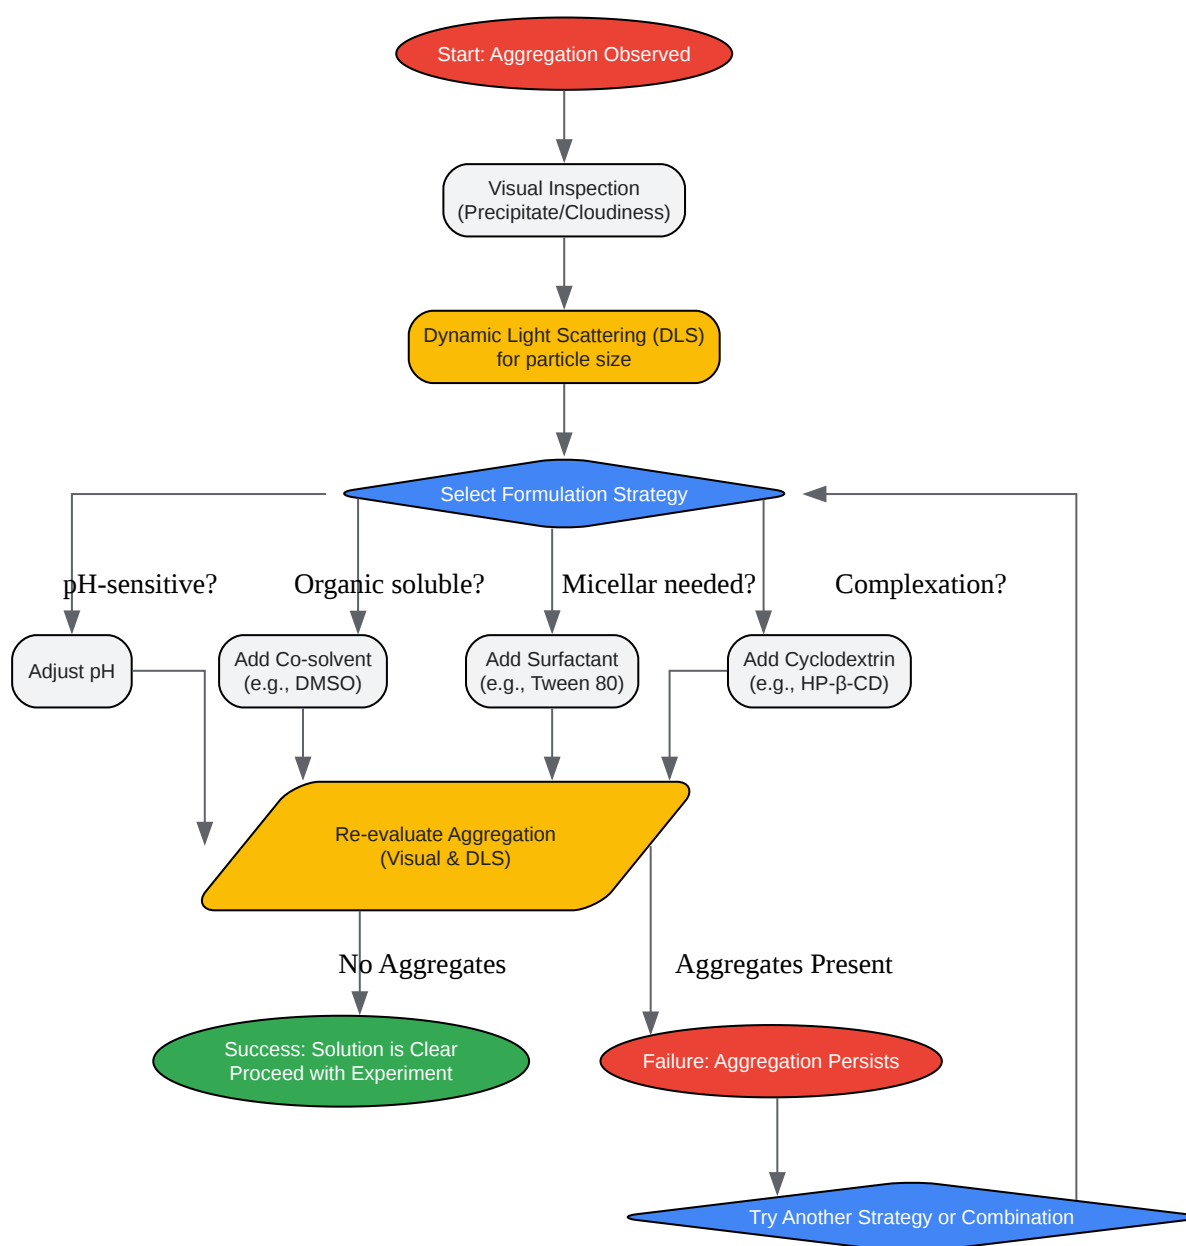 Start: Aggregation Observed
Visual Inspection
(Precipitate/Cloudiness)
Dynamic Light Scattering (DLS)
for particle size
Select Formulation Strategy
pH-sensitive?
Organic soluble?
Micellar needed?
Complexation?
Adjust pH
Add Co-solvent
(e.g., DMSO)
Add Surfactant
(e.g., Tween 80)
Add Cyclodextrin
(e.g., HP-β-CD)
Re-evaluate Aggregation
(Visual & DLS)
No Aggregates
Aggregates Present
Success: Solution is Clear
Proceed with Experiment
Failure: Aggregation Persists
Try Another Strategy or Combination